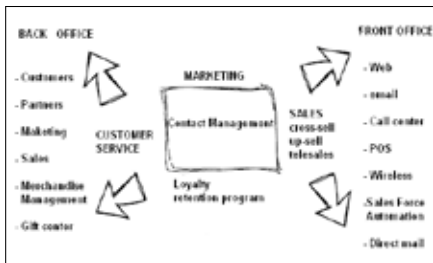 BACK OFFICE
- Customers
- Partners
- Maketing
- Sales
- Merchandise
Management
- Gift center
MARKETING
CUSTOMER
SERVICE
Contact Management
SALES
cross-sell
up-sell
telesales
Loyalty
retention program
FRONT OFFICE
- Web
- email
- Call center
- POS
- Wireless
-Sales Force
Automation
- Direct mail